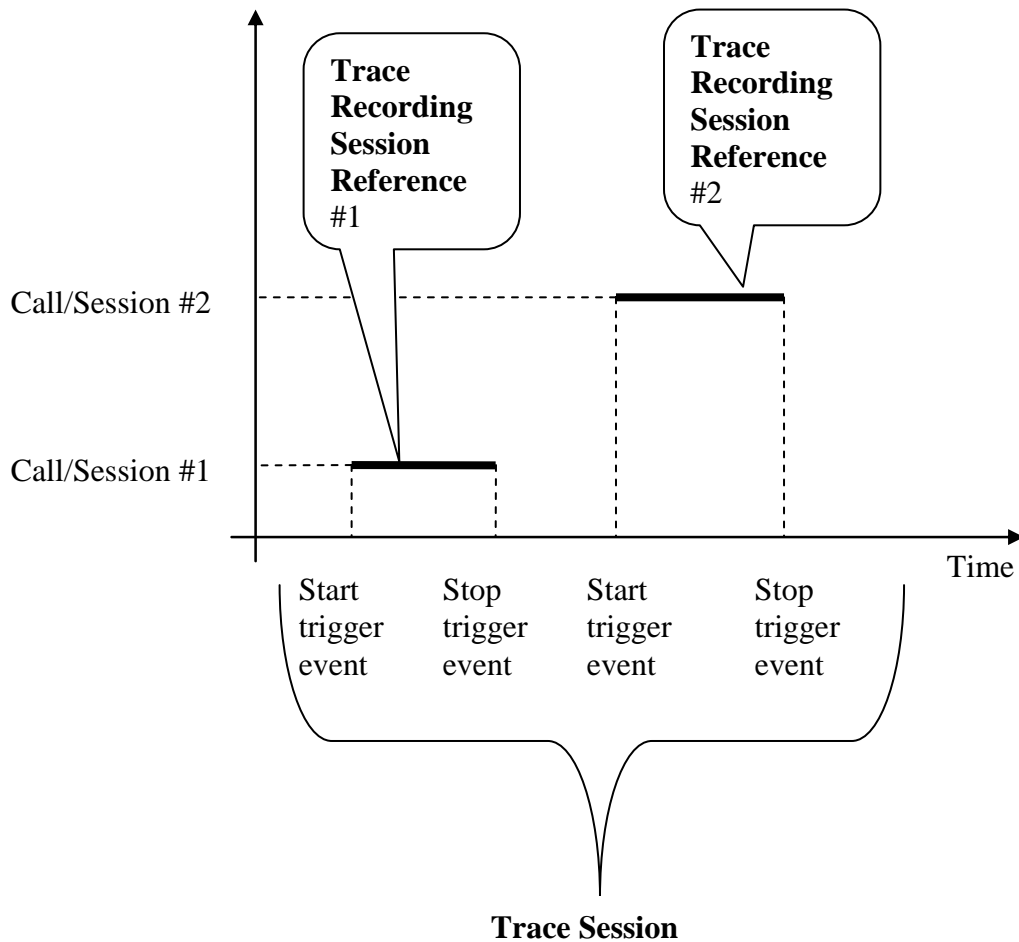 Trace
Recording
Session
Reference
#1
Trace
Recording
Session
Reference
#2
Call/Session #2
Call/Session #1
Time
Start
trigger
event
Stop
trigger
event
Start
trigger
event
Stop
trigger
event
Trace Session